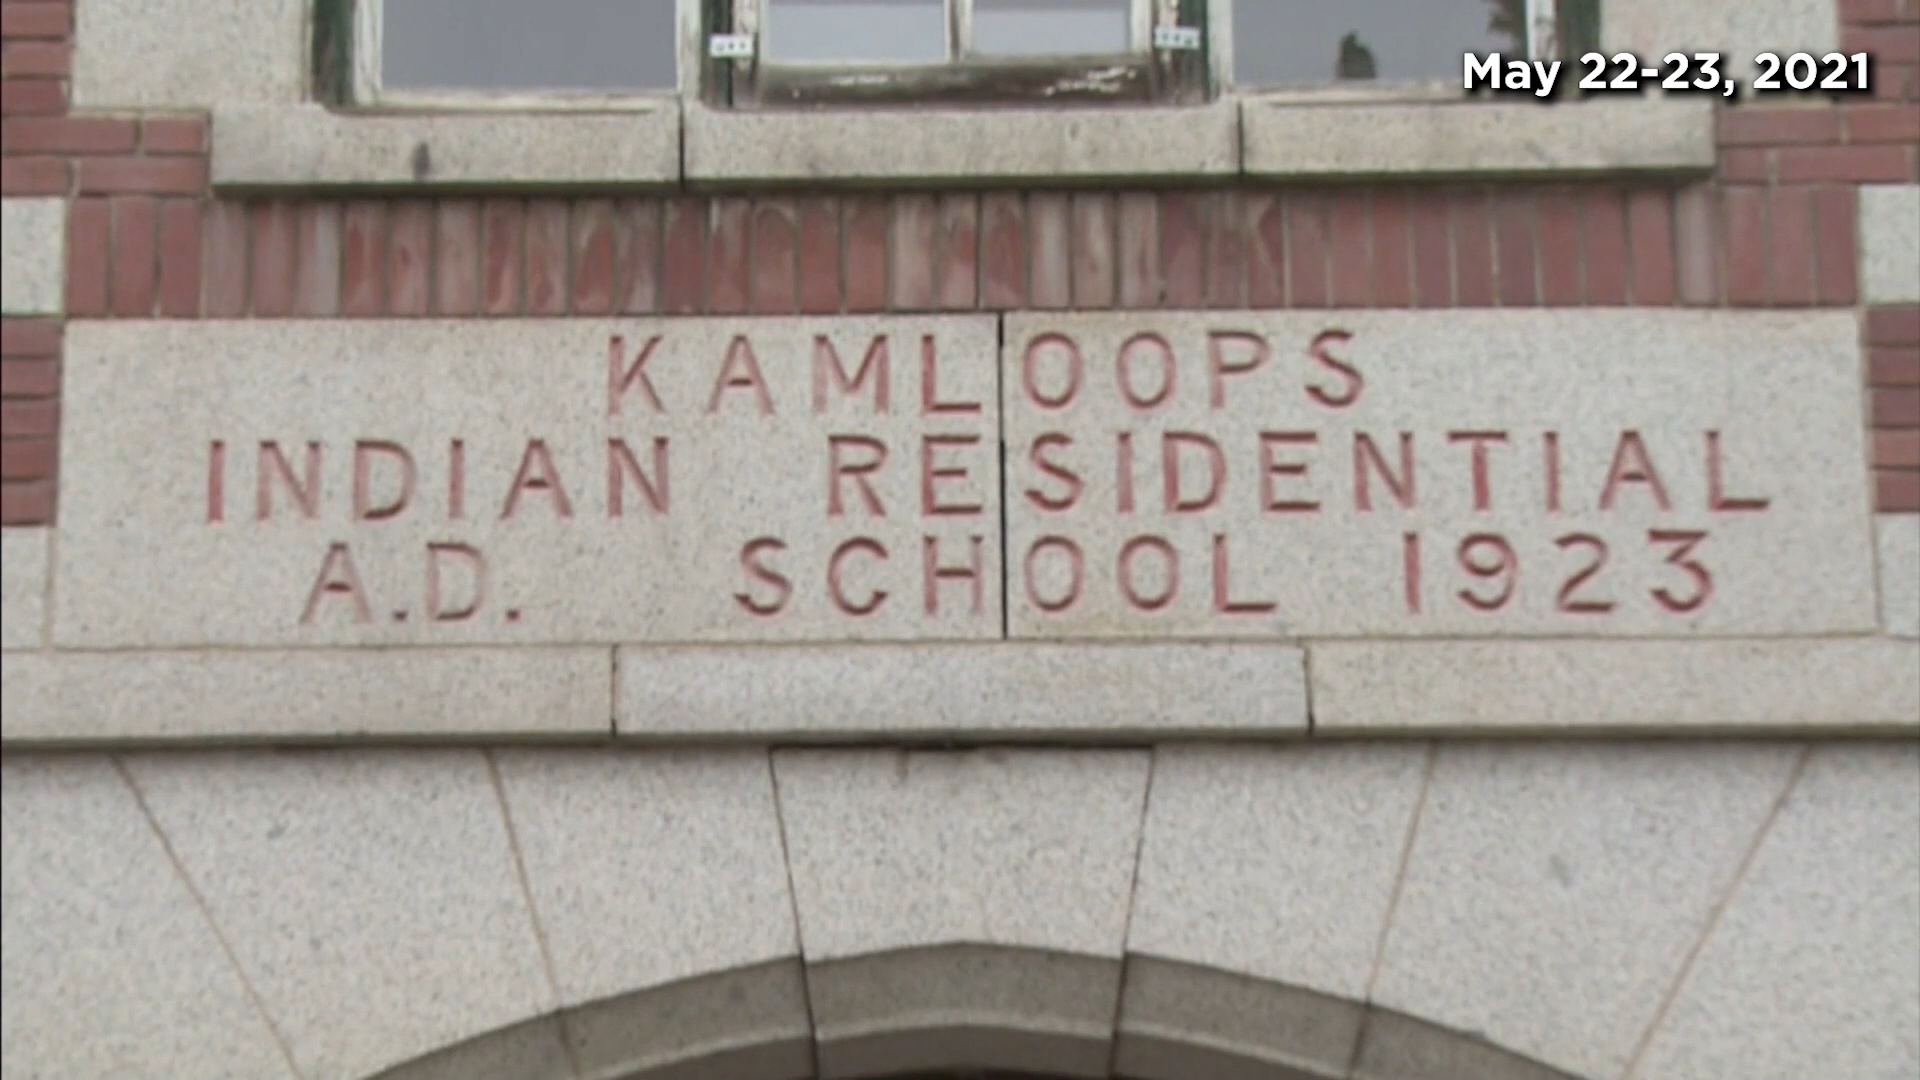 May 22-23, 2021
KAMLOOPS
INDIAN RESIDENTIAL
A.D. SCHOOL 1923